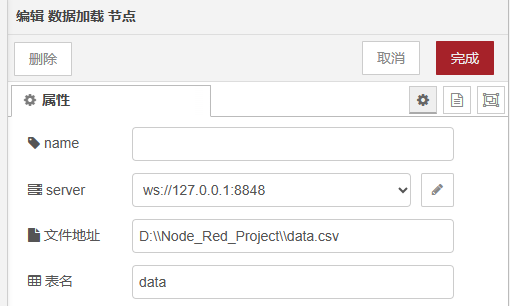 编辑 数据加载 节点
删除 取消 完成
属性
name
server ws://127.0.0.1:8848
文件地址 D:\\Node_Red_Project\\data.csv
表名 data